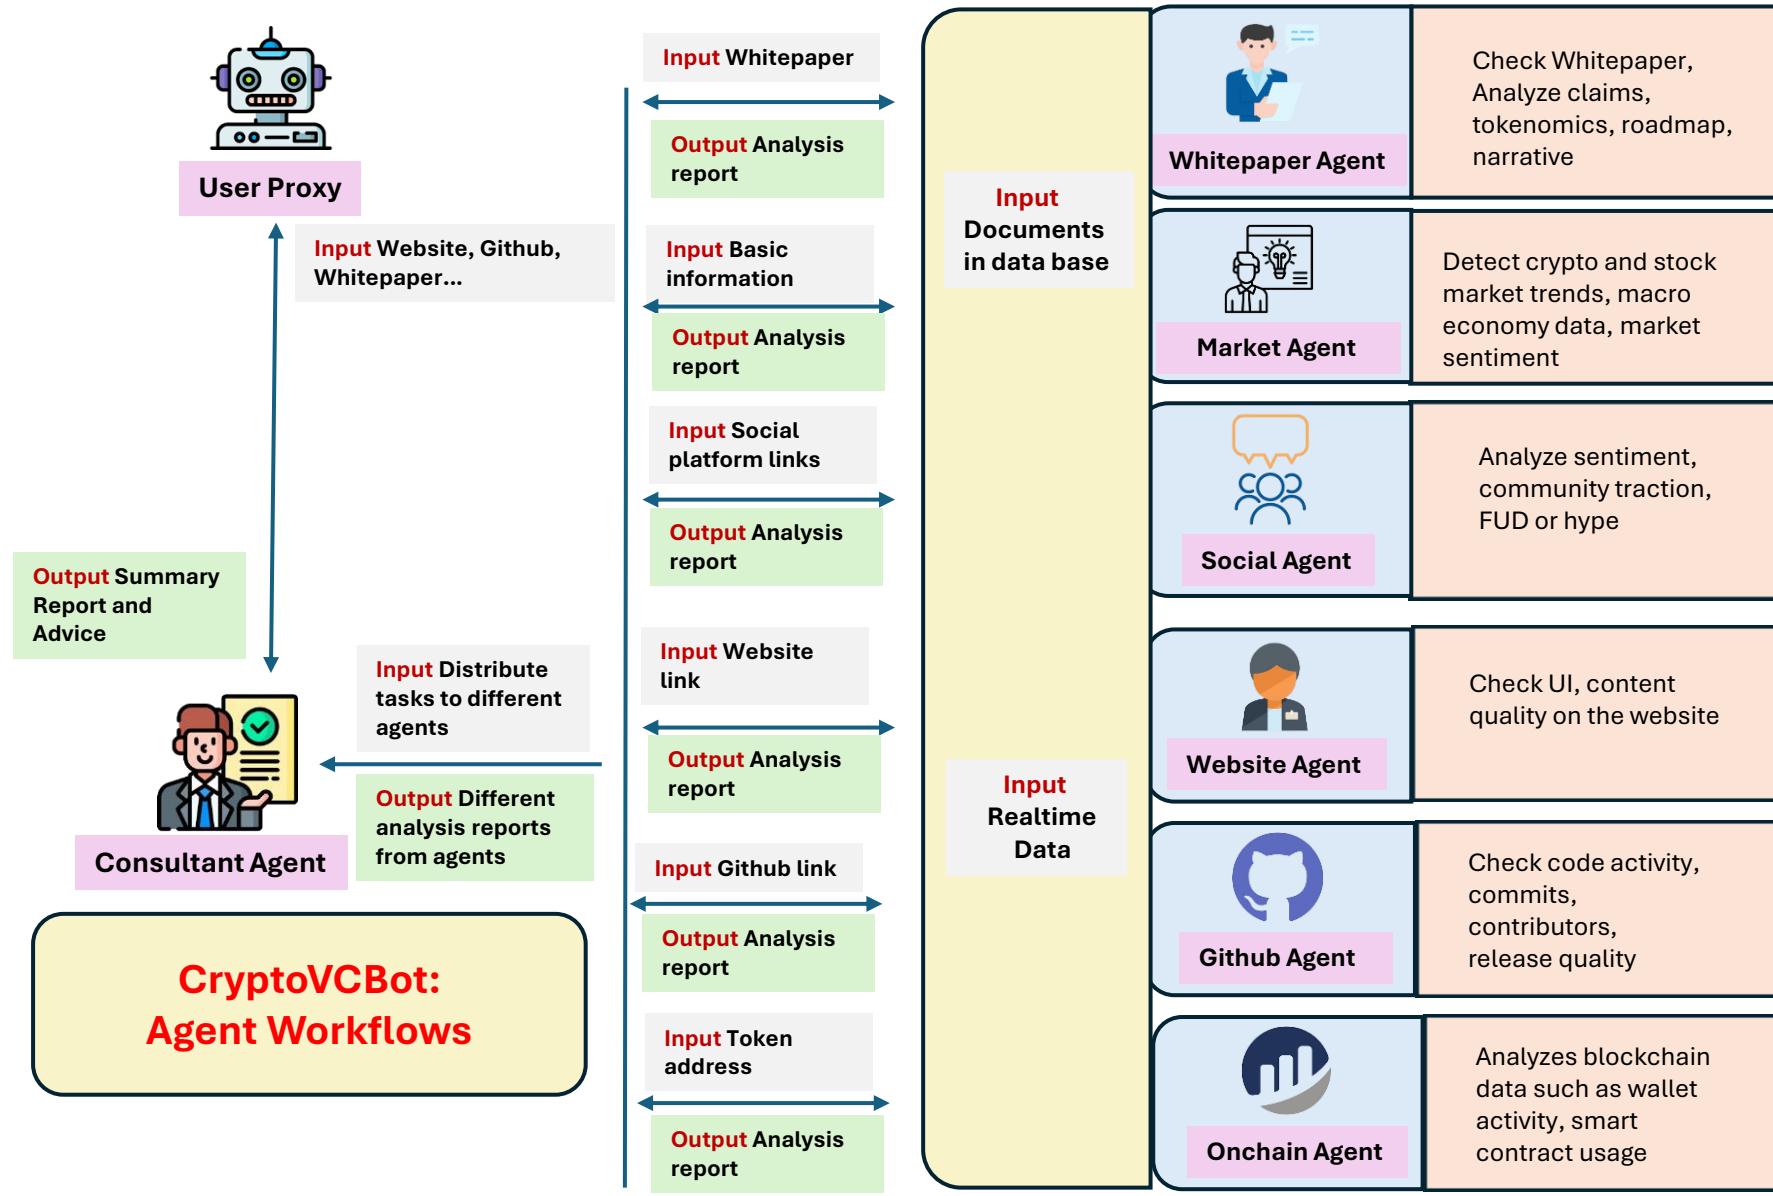 User Proxy
Input Website, Github,
Whitepaper...
Output Summary
Report and
Advice
Input Distribute
tasks to different
agents
Output Different
analysis reports
from agents
Consultant Agent
CryptoVCBot:
Agent Workflows
Input Whitepaper
Output Analysis
report
Input Basic
information
Output Analysis
report
Input Social
platform links
Output Analysis
report
Input Website
link
Output Analysis
report
Input Github link
Output Analysis
report
Input Token
address
Output Analysis
report
Input
Documents
in data base
Input
Realtime
Data
Whitepaper Agent
Check Whitepaper,
Analyze claims,
tokenomics, roadmap,
narrative
Market Agent
Detect crypto and stock
market trends, macro
economy data, market
sentiment
Social Agent
Analyze sentiment,
community traction,
FUD or hype
Website Agent
Check UI, content
quality on the website
Github Agent
Check code activity,
commits,
contributors,
release quality
Onchain Agent
Analyzes blockchain
data such as wallet
activity, smart
contract usage